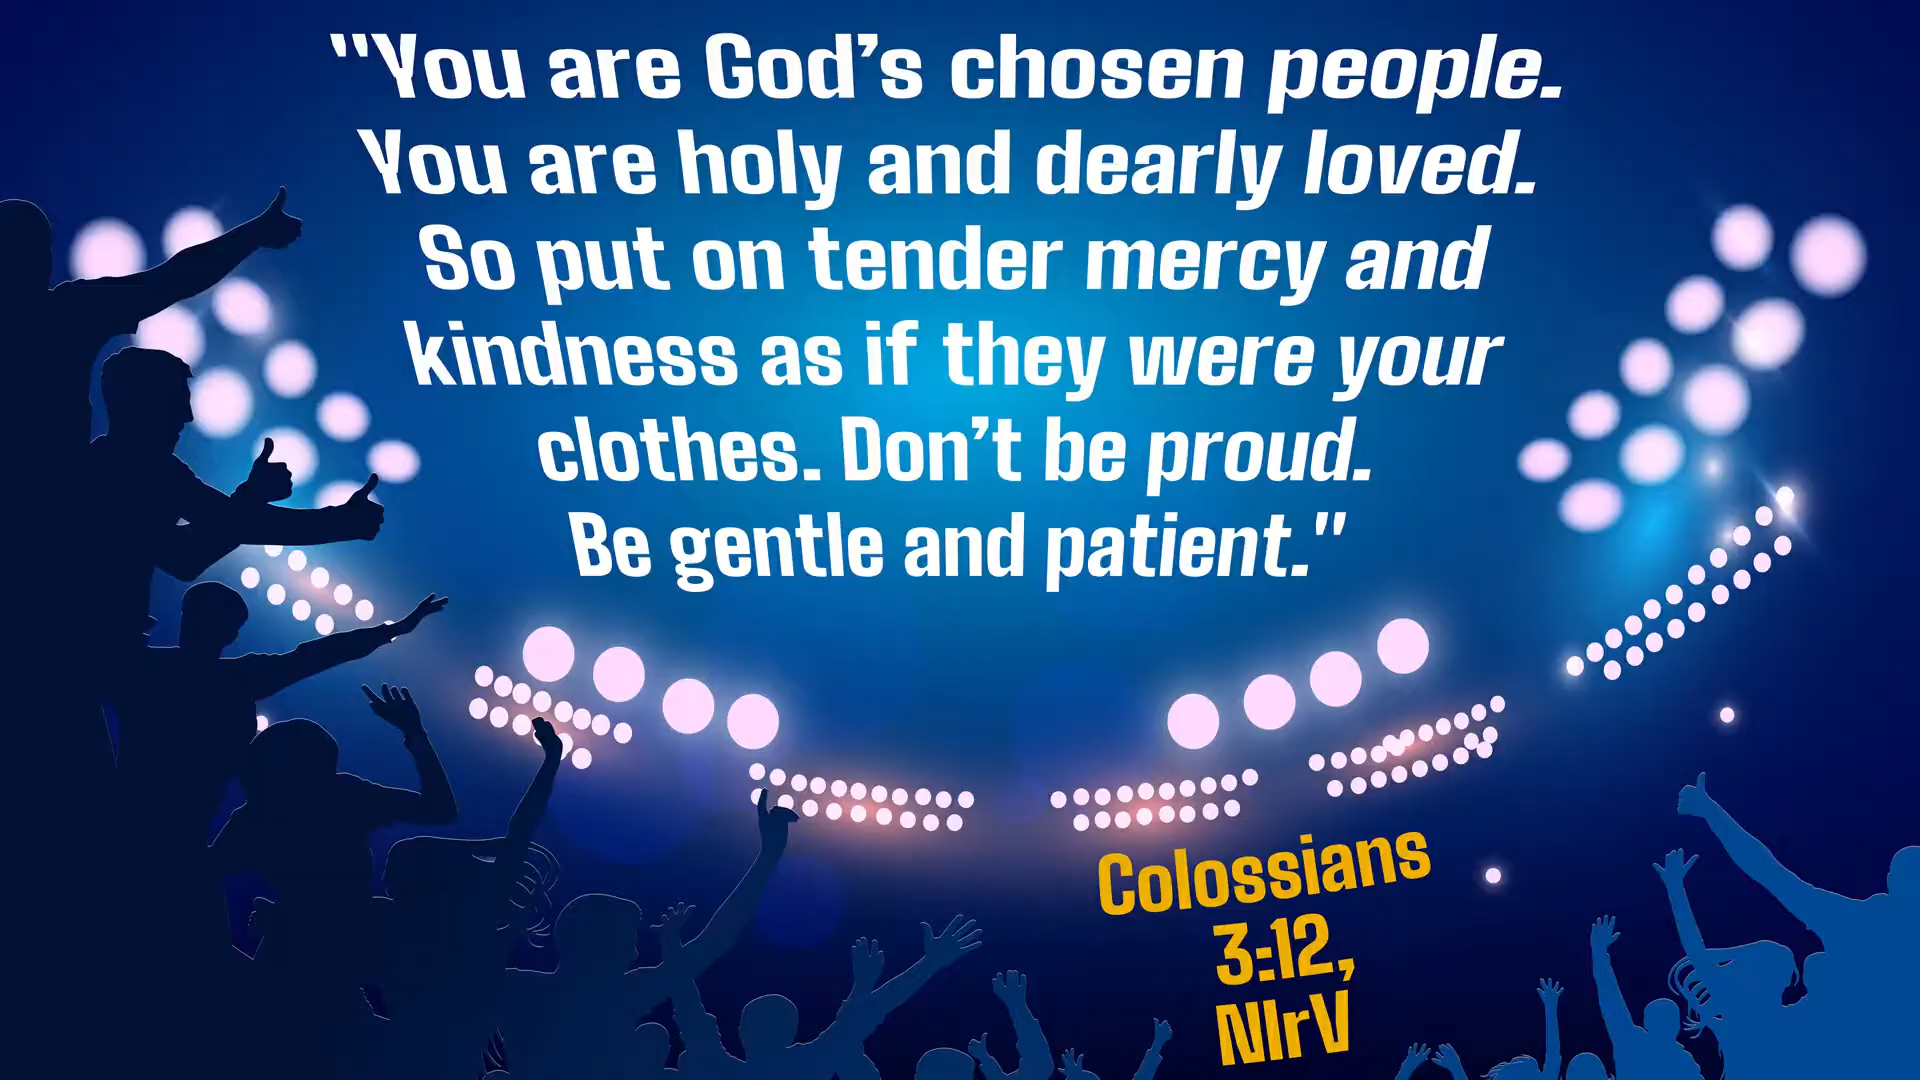 "You are God’s chosen people.
You are holy and dearly loved.
So put on tender mercy and
kindness as if they were your
clothes. Don’t be proud.
Be gentle and patient."
Colossians
3:12,
NIrV